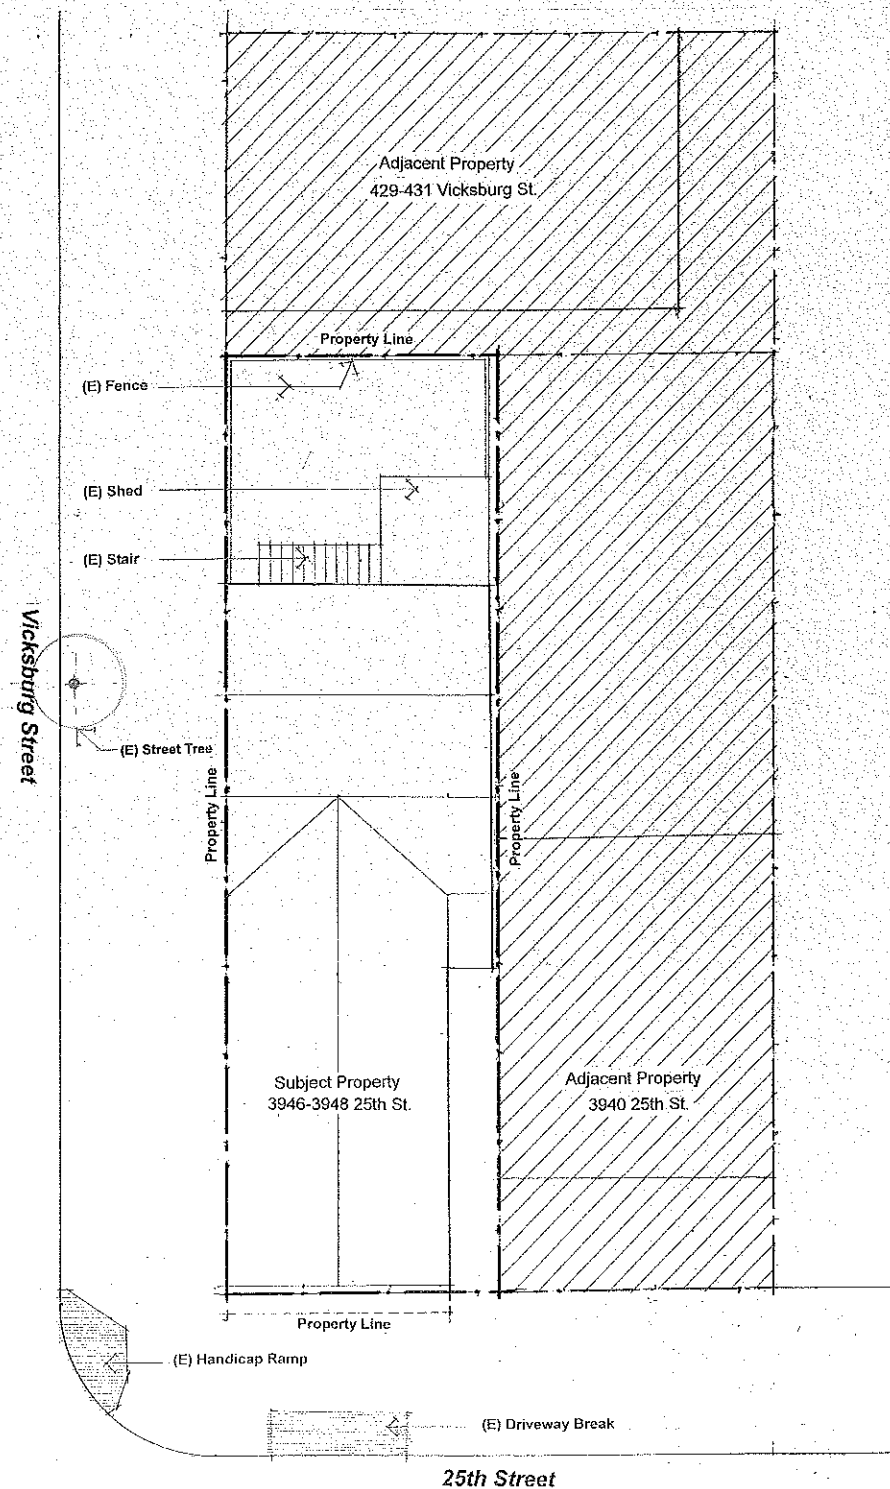 Adjacent Property
429-431 Vicksburg St.
Property Line
(E) Fence
(E) Shed
(E) Stair
Vicksburg Street
(E) Street Tree
Property Line
Property Line
Subject Property
3946-3948 25th St.
Adjacent Property
3940 25th St.
Property Line
(E) Handicap Ramp
(E) Driveway Break
25th Street